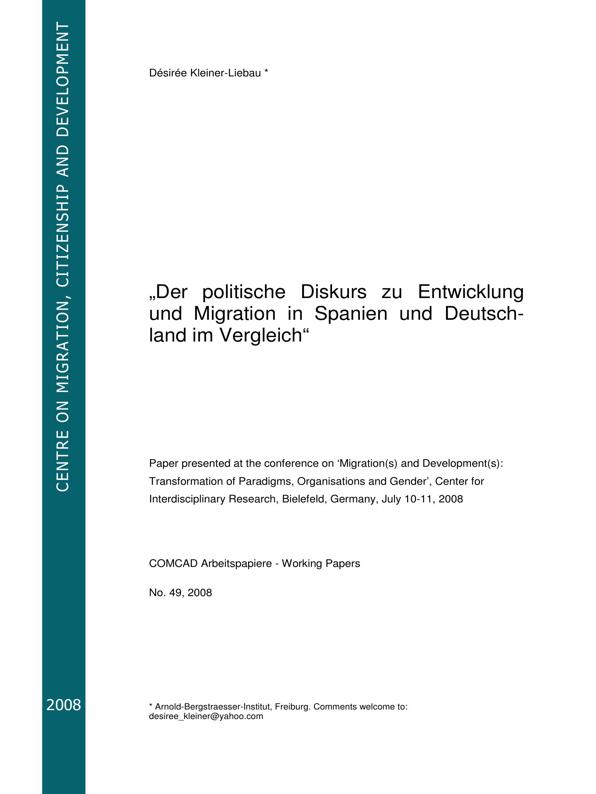 CENTRE ON MIGRATION, CITIZENSHIP AND DEVELOPMENT
2008
Désirée Kleiner-Liebau *
„Der politische Diskurs zu Entwicklung
und Migration in Spanien und Deutsch-
land im Vergleich“
Paper presented at the conference on ‘Migration(s) and Development(s):
Transformation of Paradigms, Organisations and Gender’, Center for
Interdisciplinary Research, Bielefeld, Germany, July 10-11, 2008
COMCAD Arbeitspapiere - Working Papers
No. 49, 2008
* Arnold-Bergstraesser-Institut, Freiburg. Comments welcome to:
desiree_kleiner@yahoo.com